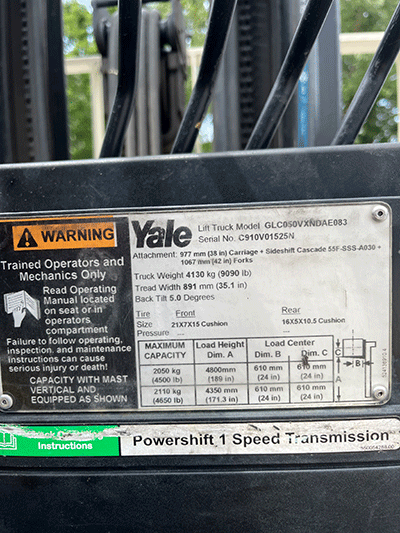 WARNING
Trained Operators and
Mechanics Only
Read Operating
Manual located
on seat or in
operators
compartment
Failure to follow operating,
inspection, and maintenance
instructions can cause
serious injury or death!
CAPACITY WITH MAST
VERTICAL AND
EQUIPPED AS SHOWN
Yale Lift Truck Model GLC050VXNDAE083
Serial No. C910V01525N
Attachment: 977 mm (38 in) Carriage + Sideshift Cascade 55F-SSS-A030 +
1067 mm (42 in) Forks
Truck Weight 4130 kg (9090 lb)
Tread Width 891 mm (35.1 in)
Back Tilt 5.0 Degrees
Tire Front Rear
Size 21X7X15 Cushion 16X5X10.5 Cushion
Pressure
MAXIMUM Load Height Load Center
CAPACITY Dim. A Dim. B Dim. C
2050 kg 4800mm 610 mm 610 mm
(4500 lb) (189 in) (24 in) (24 in)
2110 kg 4350 mm 610 mm 610 mm
(4650 lb) (171.3 in) (24 in) (24 in)
C
B
A
Instructions
Powershift 1 Speed Transmission